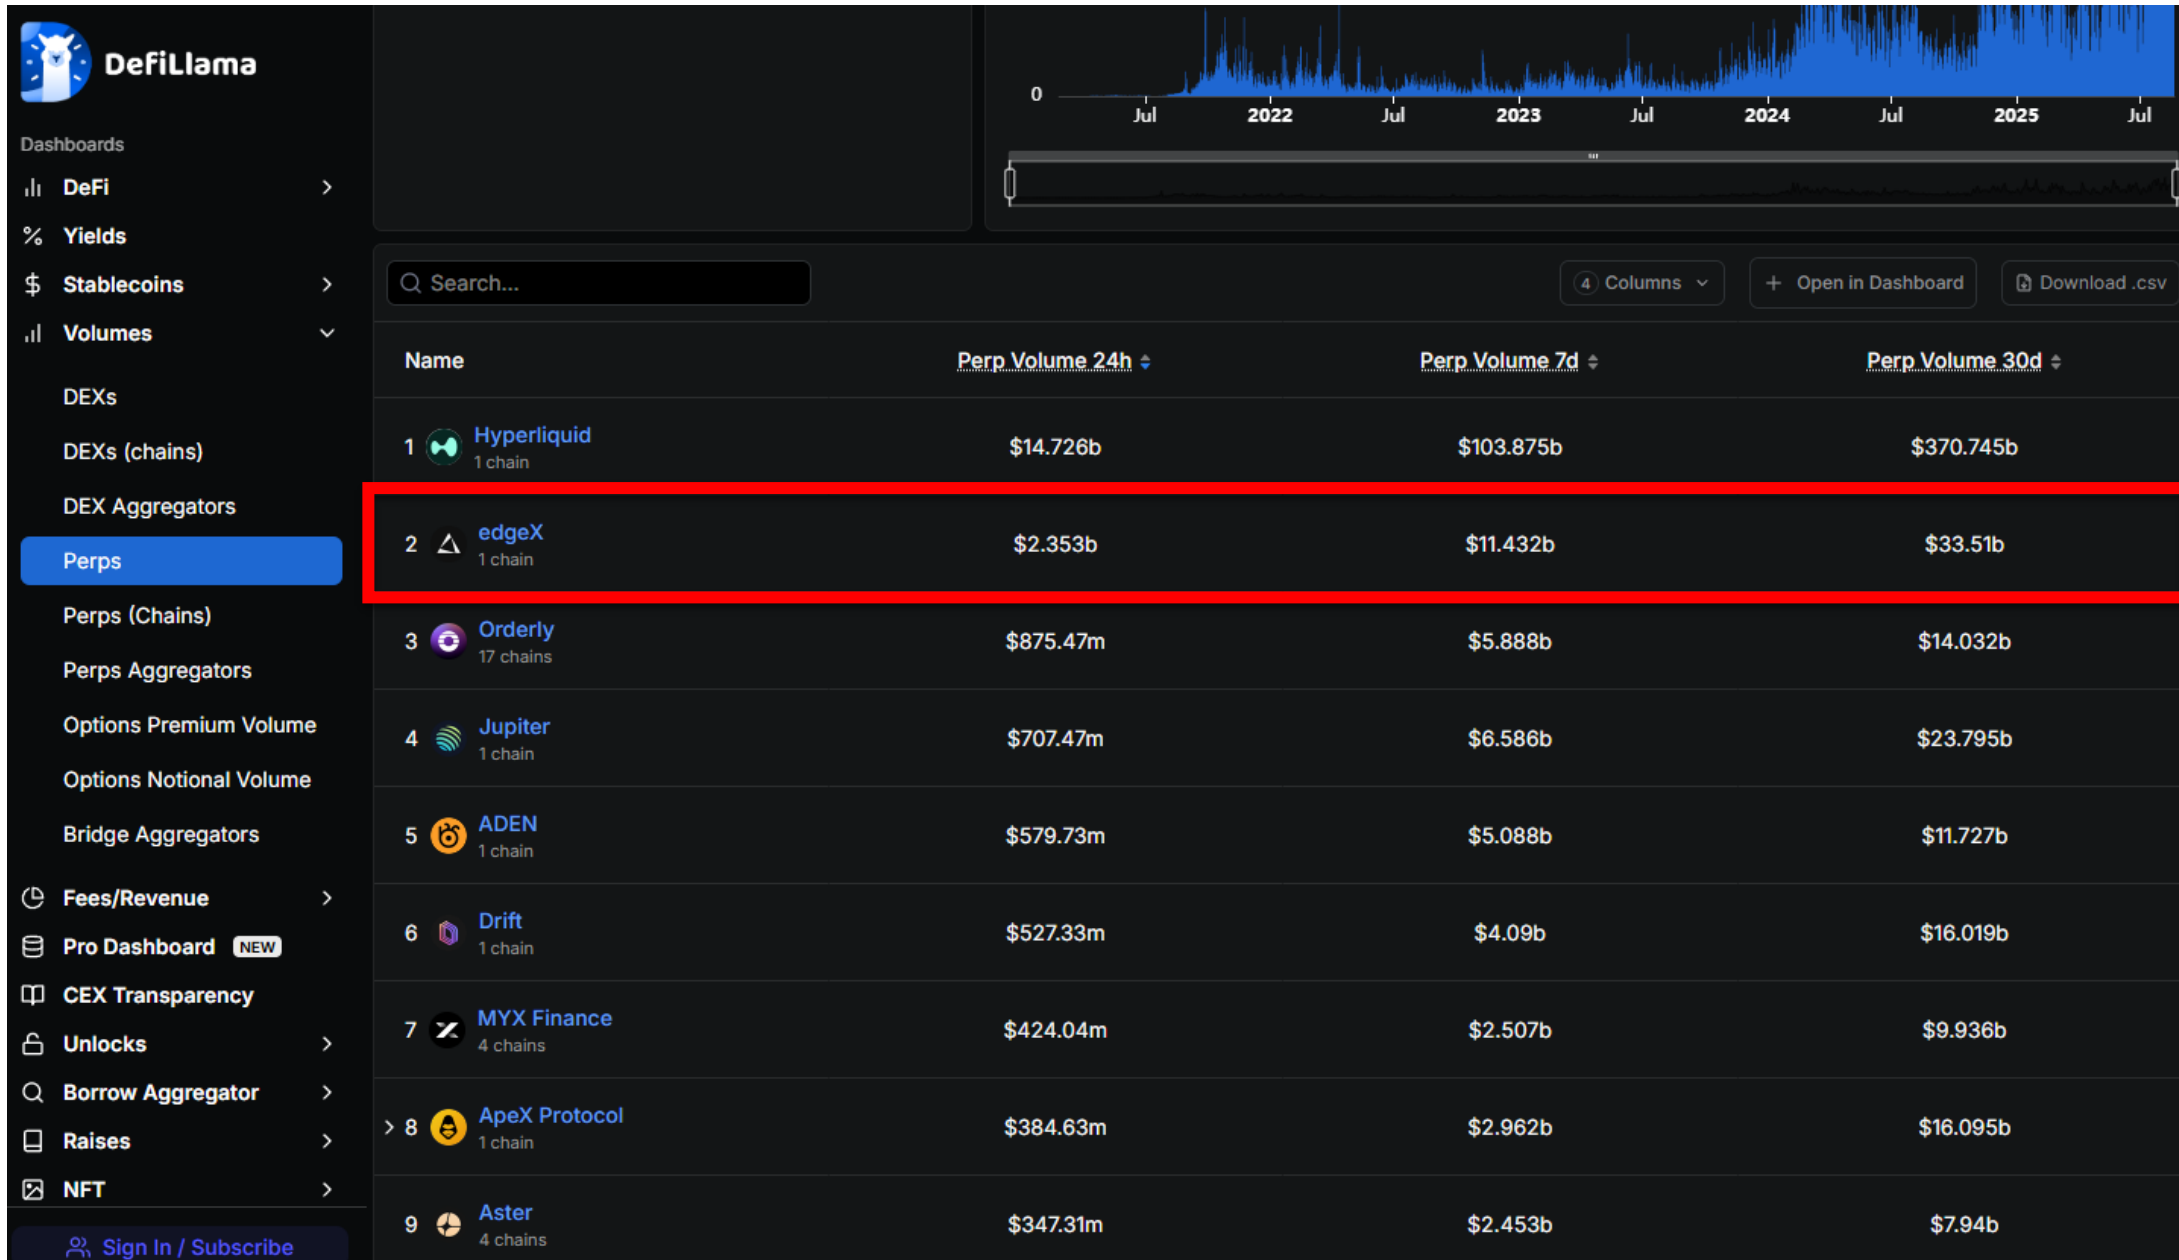 DefiLlama
Dashboards
DeFi
Yields
Stablecoins
Volumes
DEXs
DEXs (chains)
DEX Aggregators
Perps
Perps (Chains)
Perps Aggregators
Options Premium Volume
Options Notional Volume
Bridge Aggregators
Fees/Revenue
Pro Dashboard NEW
CEX Transparency
Unlocks
Borrow Aggregator
Raises
NFT
Sign In / Subscribe
0
Jul 2022 Jul 2023 Jul 2024 Jul 2025 Jul
Search...
4 Columns
+ Open in Dashboard
Download .csv
Name Perp Volume 24h Perp Volume 7d Perp Volume 30d
1 Hyperliquid $14.726b $103.875b $370.745b
1 chain
2 edgeX $2.353b $11.432b $33.51b
1 chain
3 Orderly $875.47m $5.888b $14.032b
17 chains
4 Jupiter $707.47m $6.586b $23.795b
1 chain
5 ADEN $579.73m $5.088b $11.727b
1 chain
6 Drift $527.33m $4.09b $16.019b
1 chain
7 MYX Finance $424.04m $2.507b $9.936b
4 chains
8 ApeX Protocol $384.63m $2.962b $16.095b
1 chain
9 Aster $347.31m $2.453b $7.94b
4 chains